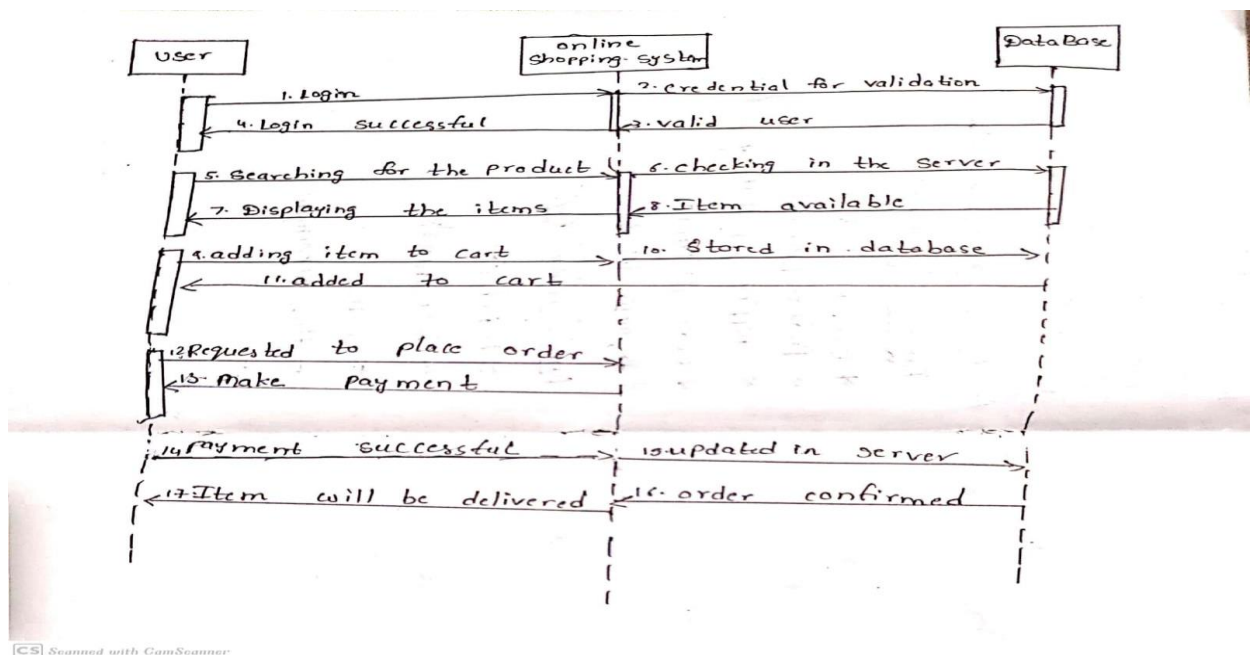 User
online
shopping-system
DataBase
1. Login
2. credential for validation
4. Login successful
3. valid user
5. Searching for the product
6. checking in the server
7. Displaying the items
8. Item available
9. adding item to cart
10. Stored in database
11. added to cart
12. Requested to place order
13. Make payment
14. Payment successful
15. updated in server
17. Item will be delivered
16. order confirmed
CS Scanned with CamScanner